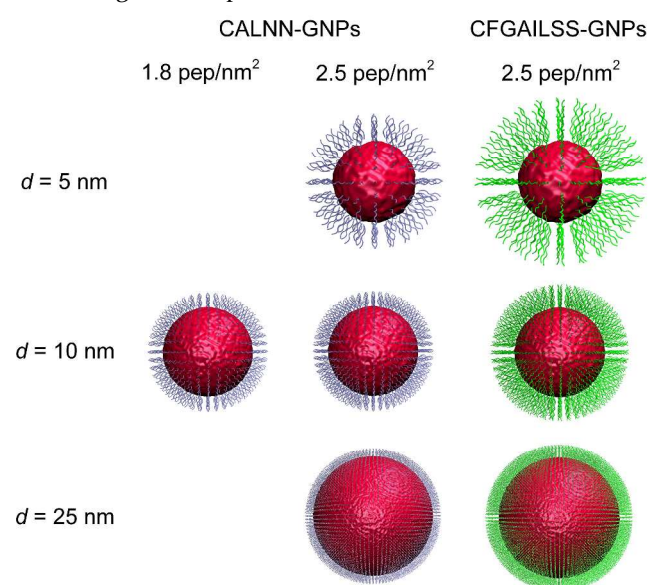 CALNN-GNPs CFGAILSS-GNPs
1.8 pep/nm² 2.5 pep/nm² 2.5 pep/nm²
d = 5 nm
d = 10 nm
d = 25 nm